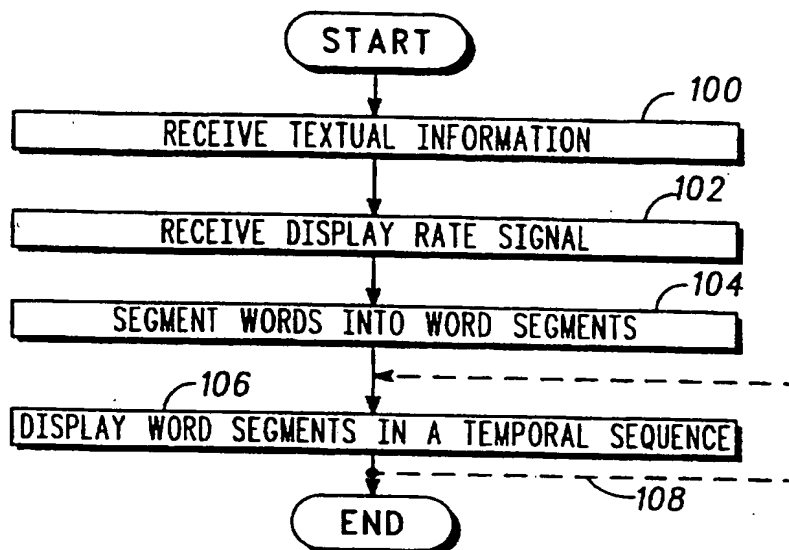 START
100
RECEIVE TEXTUAL INFORMATION
102
RECEIVE DISPLAY RATE SIGNAL
104
SEGMENT WORDS INTO WORD SEGMENTS
106
DISPLAY WORD SEGMENTS IN A TEMPORAL SEQUENCE
108
END